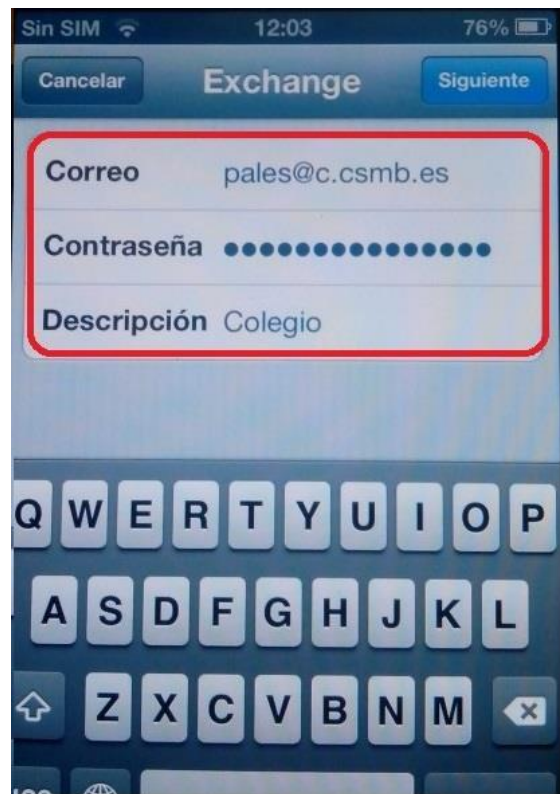 Sin SIM 12:03 76%
Cancelar Exchange Siguiente
Correo pales@c.csmb.es
Contraseña ●●●●●●●●●●●●●●●
Descripción Colegio
Q W E R T Y U I O P
A S D F G H J K L
Z X C V B N M